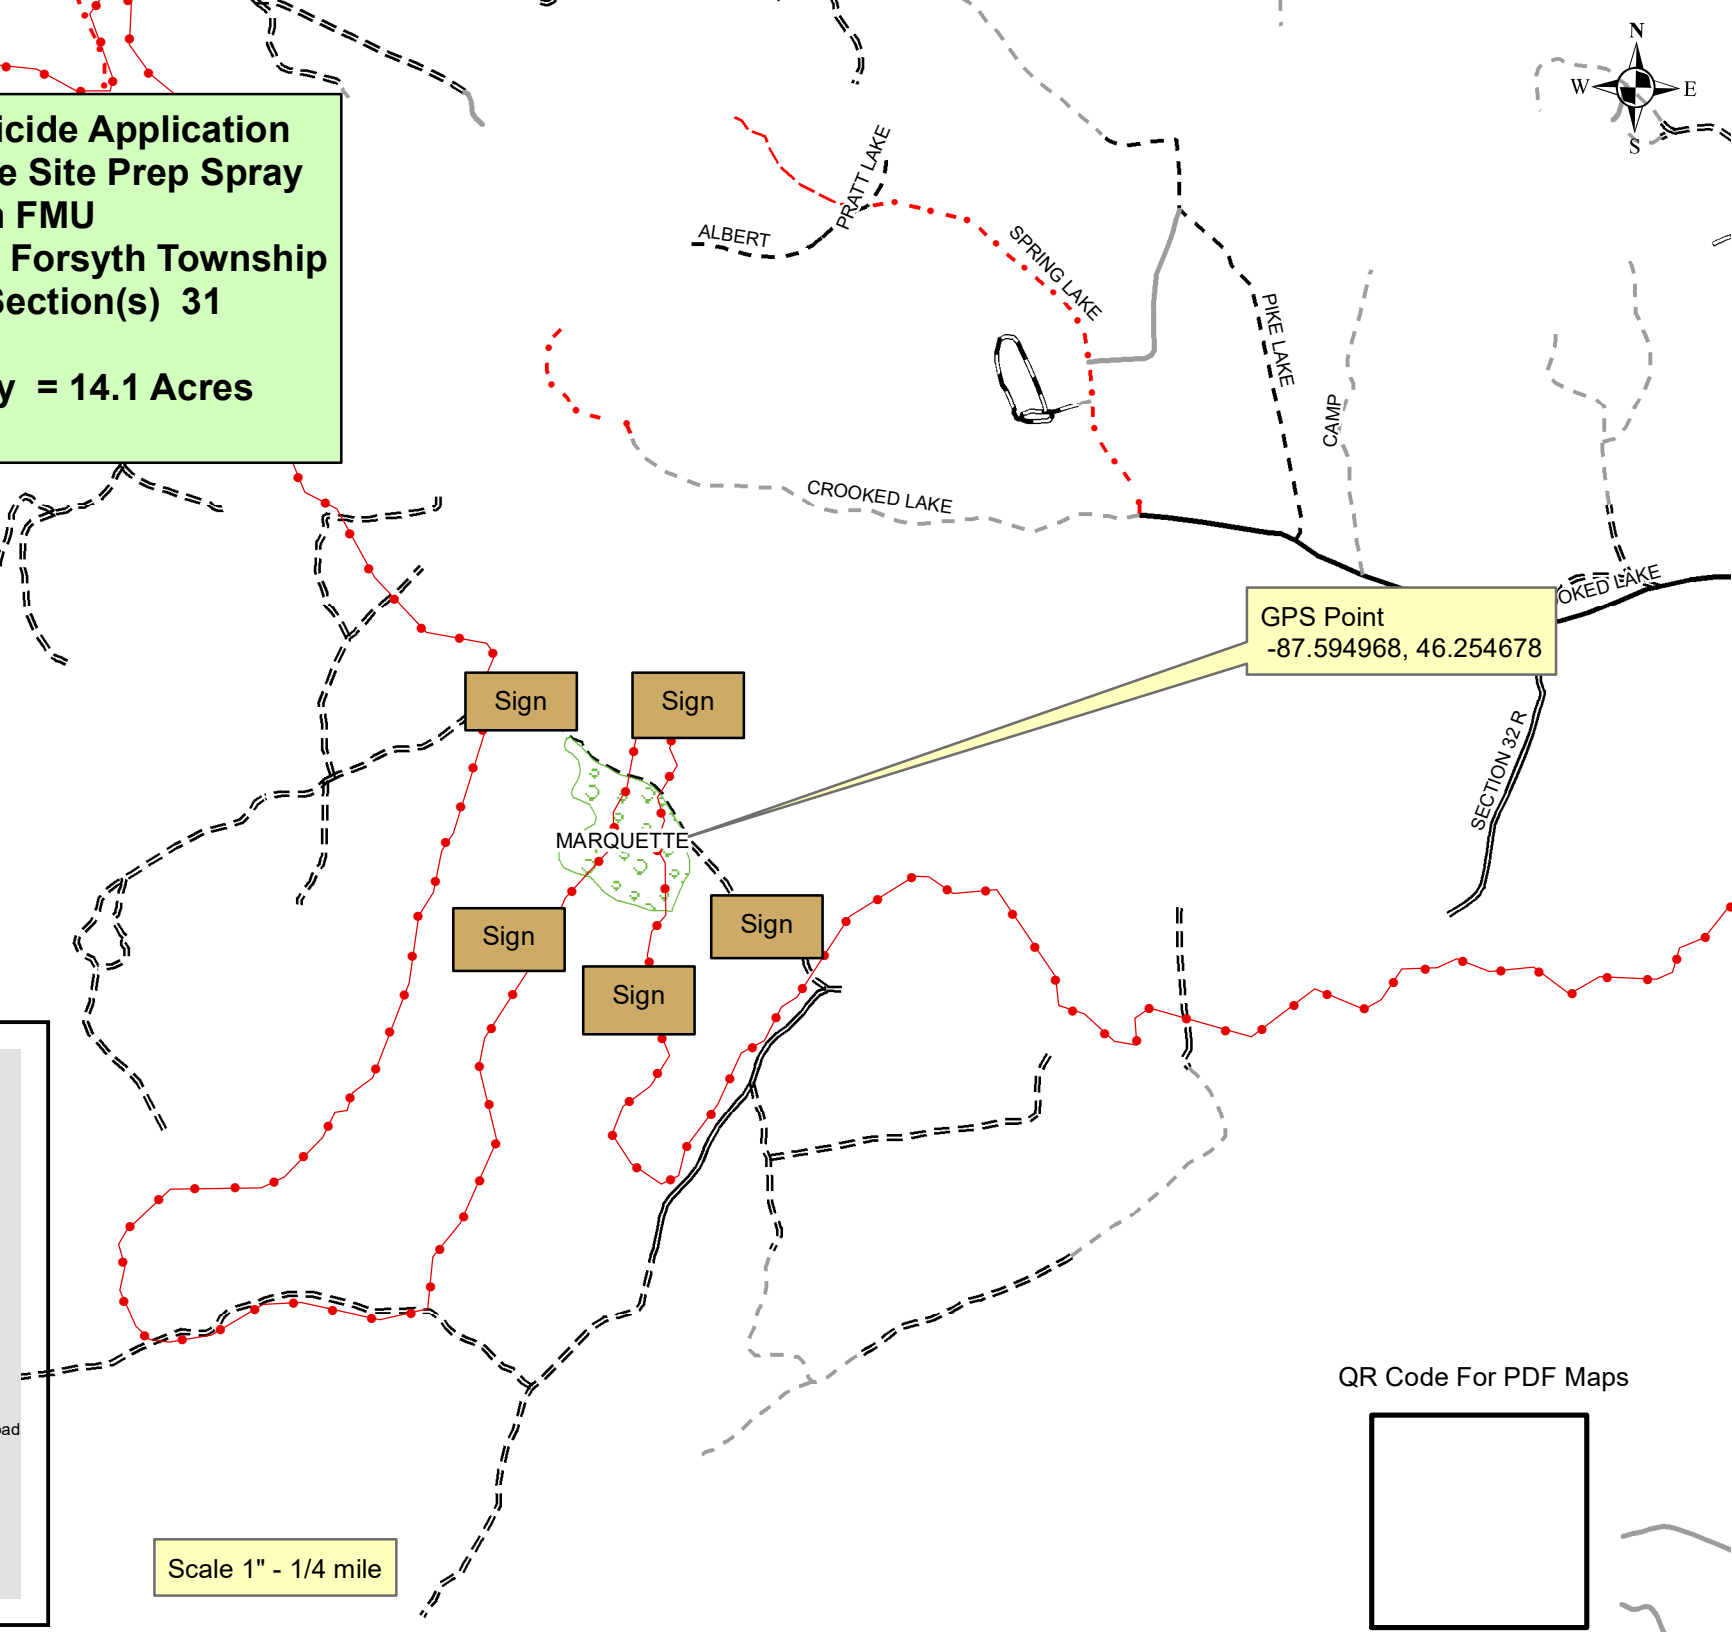 icide Application
e Site Prep Spray
FMU
Forsyth Township
Section(s) 31
y = 14.1 Acres
N
W
E
S
PRATT LAKE
ALBERT
SPRING LAKE
PIKE LAKE
CAMP
CROOKED LAKE
OKED LAKE
GPS Point
-87.594968, 46.254678
SECTION 32 R
Sign
Sign
MARQUETTE
Sign
Sign
Sign
QR Code For PDF Maps
oad
Scale 1" - 1/4 mile